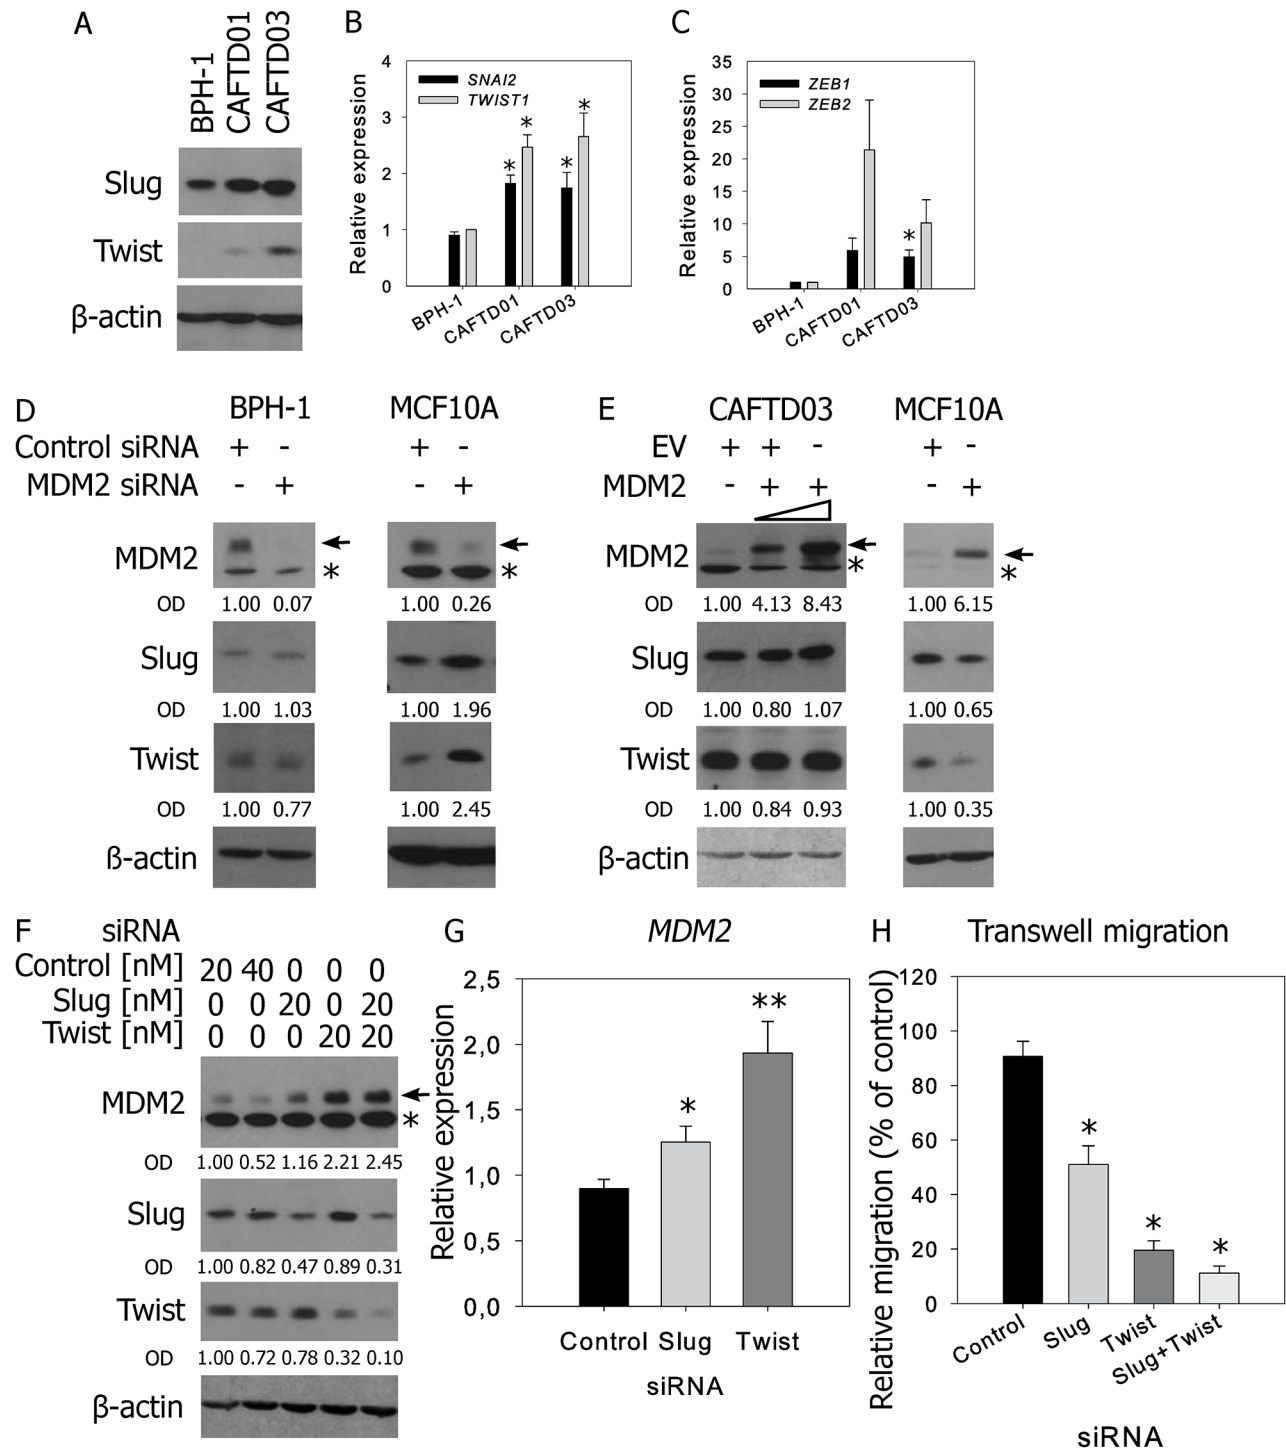 A
BPH-1
CAFTD01
CAFTD03
Slug
Twist
β-actin
B
Relative expression
4
3
2
1
0
SNAI2
TWIST1
*
*
*
*
BPH-1
CAFTD01
CAFTD03
C
Relative expression
35
30
25
20
15
10
5
0
ZEB1
ZEB2
*
BPH-1
CAFTD01
CAFTD03
D
BPH-1 MCF10A
Control siRNA + - + -
MDM2 siRNA - + - +
MDM2 * *
OD 1.00 0.07 1.00 0.26
Slug
OD 1.00 1.03 1.00 1.96
Twist
OD 1.00 0.77 1.00 2.45
ß-actin
E
CAFTD03 MCF10A
EV + + - + -
MDM2 - + + - +
MDM2 * *
OD 1.00 4.13 8.43 1.00 6.15
Slug
OD 1.00 0.80 1.07 1.00 0.65
Twist
OD 1.00 0.84 0.93 1.00 0.35
β-actin
F
siRNA
Control [nM] 20 40 0 0 0
Slug [nM] 0 0 20 0 20
Twist [nM] 0 0 0 20 20
MDM2 *
OD 1.00 0.52 1.16 2.21 2.45
Slug
OD 1.00 0.82 0.47 0.89 0.31
Twist
OD 1.00 0.72 0.78 0.32 0.10
β-actin
G
MDM2
Relative expression
2,5
2,0
1,5
1,0
0,5
0,0
*
**
Control Slug Twist
siRNA
H
Transwell migration
Relative migration (% of control)
120
100
80
60
40
20
0
*
*
*
Control
Slug
Twist
Slug+Twist
siRNA